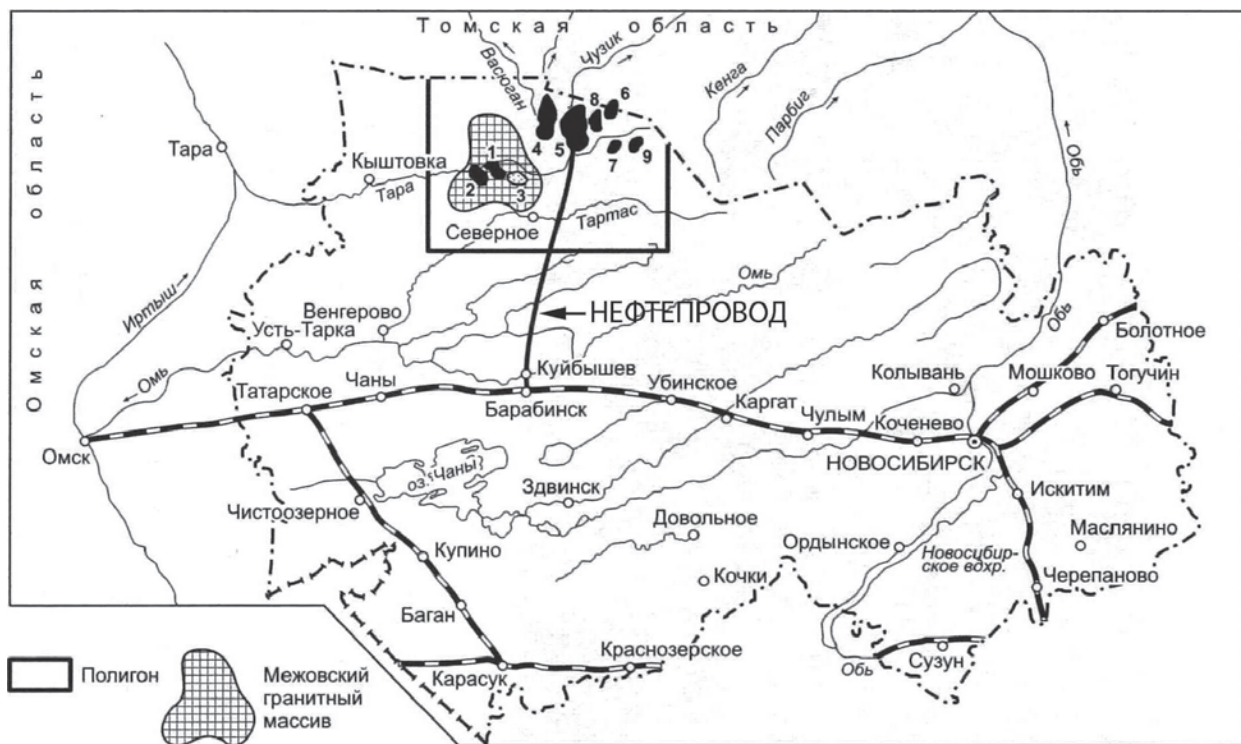 Томская область
Омская область
Васюган
Чузик
Кенга
Парбиг
Обь
6
8
4
5
7
9
1
2
3
Тара
Кыштовка
Тара
Северное
Тартас
Иртыш
Омь
Венгерово
Усть-Тарка
НЕФТЕПРОВОД
Обь
Болотное
Омь
Татарское
Чаны
Куйбышев
Барабинск
Убинское
Каргат
Чулым
Колывань
Коченево
Мошково
Тогучин
НОВОСИБИРСК
Омск
оз. Чаны
Здвинск
Чистоозерное
Искитим
Довольное
Ордынское
Маслянино
Купино
Новосибир-
ское вдхр.
Кочки
Черепаново
Баган
Карасук
Краснозерское
Обь
Сузун
Полигон
Межовский
гранитный
массив